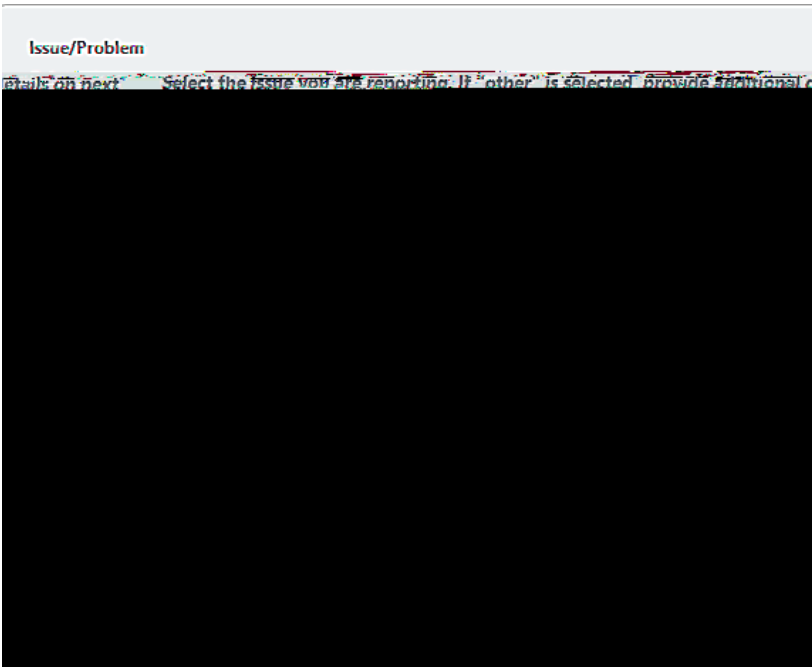 Issue/Problem
etails on next Select the issue you are reporting. If "other" is selected provide additional d